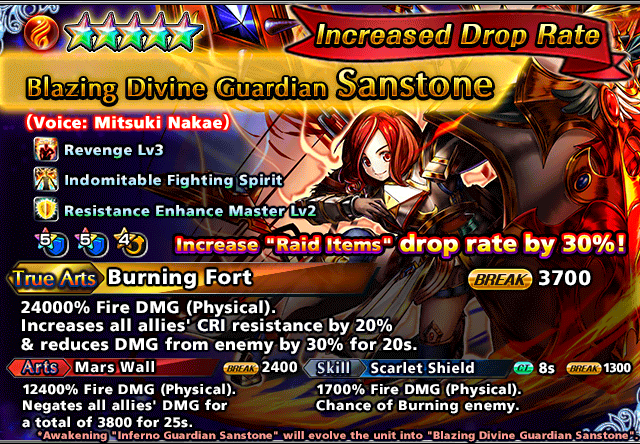 Increased Drop Rate
Blazing Divine Guardian Sanstone
(Voice: Mitsuki Nakae)
Revenge Lv3
Indomitable Fighting Spirit
Resistance Enhance Master Lv2
5 5 4
Increase "Raid Items" drop rate by 30%!
True Arts Burning Fort BREAK 3700
24000% Fire DMG (Physical).
Increases all allies' CRI resistance by 20%
& reduces DMG from enemy by 30% for 20s.
Arts Mars Wall BREAK 2400
12400% Fire DMG (Physical).
Negates all allies' DMG for
a total of 3800 for 25s.
Skill Scarlet Shield CT. 8s BREAK 1300
1700% Fire DMG (Physical).
Chance of Burning enemy.
*Awakening "Inferno Guardian Sanstone" will evolve the unit into "Blazing Divine Guardian Sanstone"